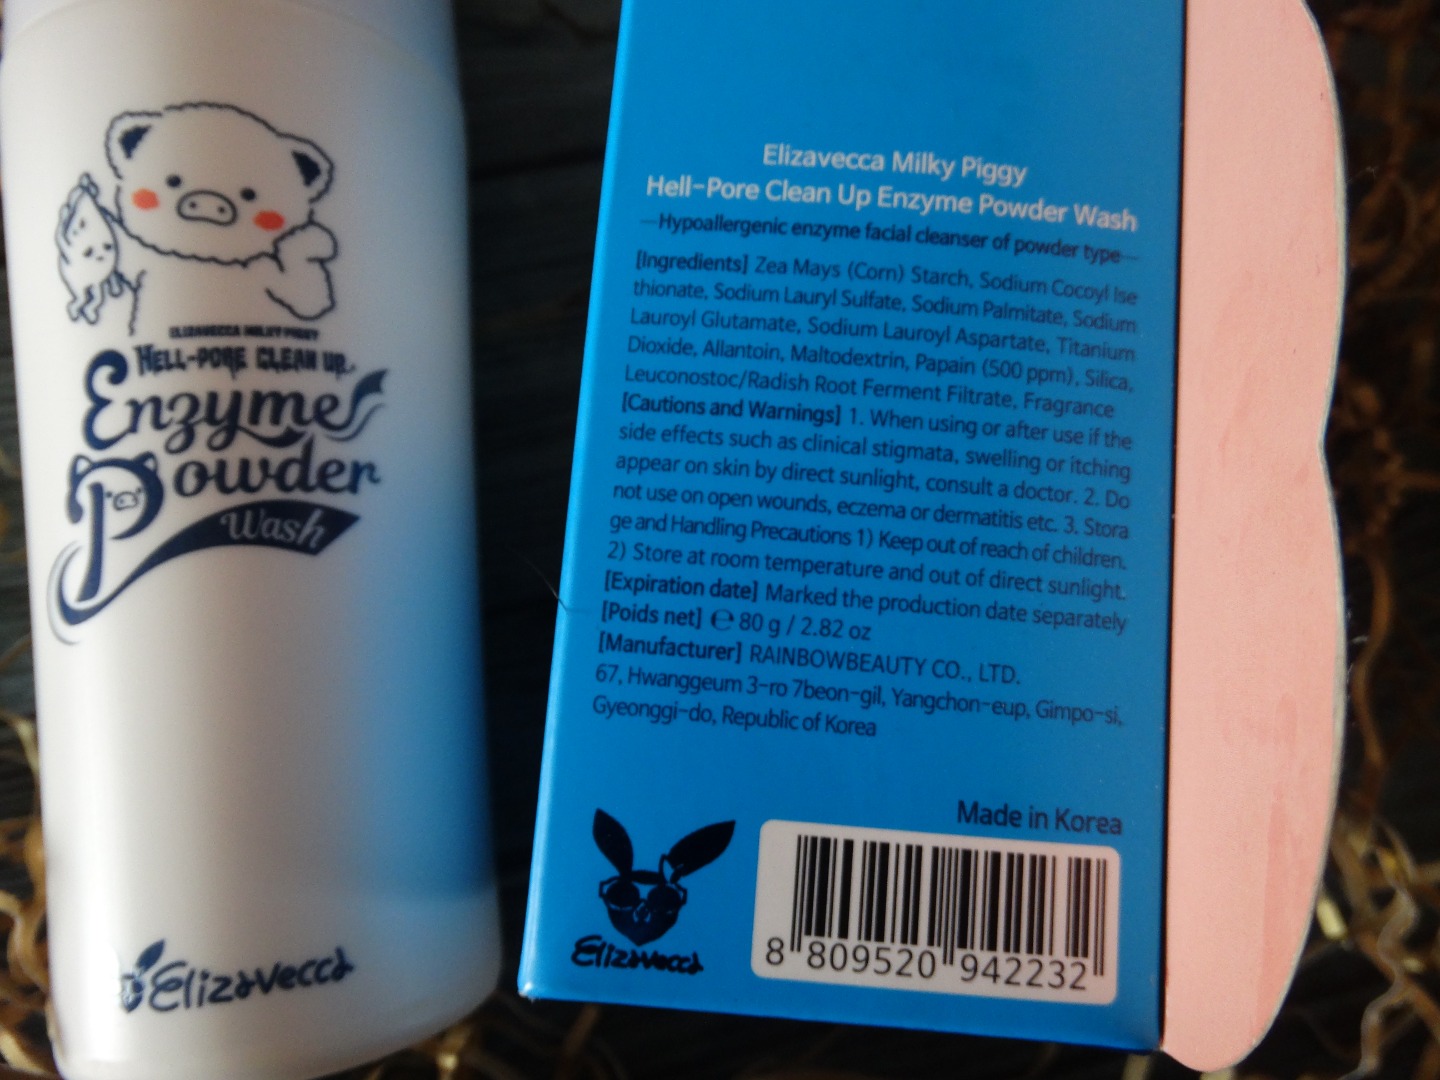 ELIZAVECCA MILKY PIGGY
HELL-PORE CLEAN UP
Enzyme
Powder
Wash
Elizavecca
Elizavecca Milky Piggy
Hell-Pore Clean Up Enzyme Powder Wash
—Hypoallergenic enzyme facial cleanser of powder type—
[Ingredients] Zea Mays (Corn) Starch, Sodium Cocoyl Ise
thionate, Sodium Lauryl Sulfate, Sodium Palmitate, Sodium
Lauroyl Glutamate, Sodium Lauroyl Aspartate, Titanium
Dioxide, Allantoin, Maltodextrin, Papain (500 ppm), Silica,
Leuconostoc/Radish Root Ferment Filtrate, Fragrance
[Cautions and Warnings] 1. When using or after use if the
side effects such as clinical stigmata, swelling or itching
appear on skin by direct sunlight, consult a doctor. 2. Do
not use on open wounds, eczema or dermatitis etc. 3. Stora
ge and Handling Precautions 1) Keep out of reach of children.
2) Store at room temperature and out of direct sunlight.
[Expiration date] Marked the production date separately
[Poids net] ℮ 80 g / 2.82 oz
[Manufacturer] RAINBOWBEAUTY CO., LTD.
67, Hwanggeum 3-ro 7beon-gil, Yangchon-eup, Gimpo-si,
Gyeonggi-do, Republic of Korea
Made in Korea
Elizavecca
8 809520 942232